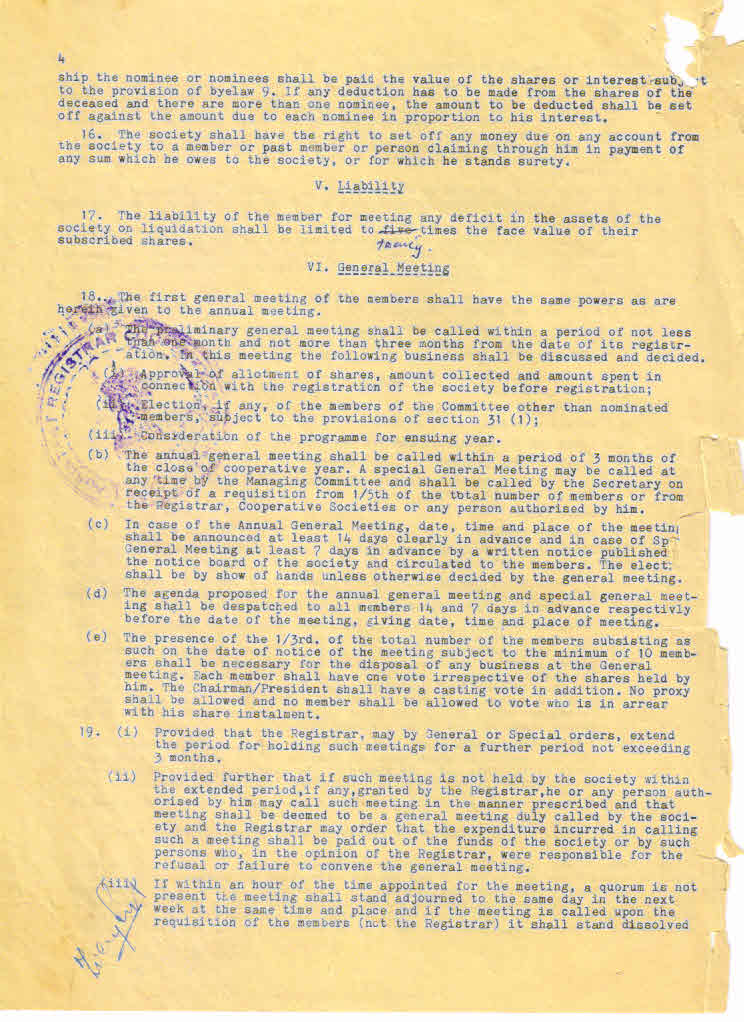 4
ship the nominee or nominees shall be paid the value of the shares or interest
to the provision of byelaw 9. If any deduction has to be made from the shares of the
deceased and there are more than one nominee, the amount to be deducted shall be set
off against the amount due to each nominee in proportion to his interest.
16. The society shall have the right to set off any money due on any account from
the society to a member or past member or person claiming through him in payment of
any sum which he owes to the society, or for which he stands surety.
V. Liability
17. The liability of the member for meeting any deficit in the assets of the
society on liquidation shall be limited to five times the face value of their
subscribed shares.
VI. General Meeting
18. The first general meeting of the members shall have the same powers as are
herein given to the annual meeting.
(a) The preliminary general meeting shall be called within a period of not less
than one month and not more than three months from the date of its registr-
ation. In this meeting the following business shall be discussed and decided.
(i) Approval of allotment of shares, amount collected and amount spent in
connection with the registration of the society before registration;
(ii) Election, if any, of the members of the Committee other than nominated
members, subject to the provisions of section 31 (1);
(iii) Consideration of the programme for ensuing year.
REGISTRAR
(b) The annual general meeting shall be called within a period of 3 months of
the close of cooperative year. A special General Meeting may be called at
any time by the Managing Committee and shall be called by the Secretary on
receipt of a requisition from 1/5th of the total number of members or from
the Registrar, Cooperative Societies or any person authorised by him.
(c) In case of the Annual General Meeting, date, time and place of the meetin
shall be announced at least 14 days clearly in advance and in case of Sp
General Meeting at least 7 days in advance by a written notice published
the notice board of the society and circulated to the members. The elect
shall be by show of hands unless otherwise decided by the general meeting.
(d) The agenda proposed for the annual general meeting and special general meet-
ing shall be despatched to all members 14 and 7 days in advance respectivly
before the date of the meeting, giving date, time and place of meeting.
(e) The presence of the 1/3rd. of the total number of the members subsisting as
such on the date of notice of the meeting subject to the minimum of 10 memb-
ers shall be necessary for the disposal of any business at the General
meeting. Each member shall have one vote irrespective of the shares held by
him. The Chairman/President shall have a casting vote in addition. No proxy
shall be allowed and no member shall be allowed to vote who is in arrear
with his share instalment.
19. (i) Provided that the Registrar, may by General or Special orders, extend
the period for holding such meetings for a further period not exceeding
3 months.
(ii) Provided further that if such meeting is not held by the society within
the extended period,if any,granted by the Registrar,he or any person auth-
orised by him may call such meeting in the manner prescribed and that
meeting shall be deemed to be a general meeting duly called by the soci-
ety and the Registrar may order that the expenditure incurred in calling
such a meeting shall be paid out of the funds of the society or by such
persons who, in the opinion of the Registrar, were responsible for the
refusal or failure to convene the general meeting.
(iii) If within an hour of the time appointed for the meeting, a quorum is not
present the meeting shall stand adjourned to the same day in the next
week at the same time and place and if the meeting is called upon the
requisition of the members (not the Registrar) it shall stand dissolved